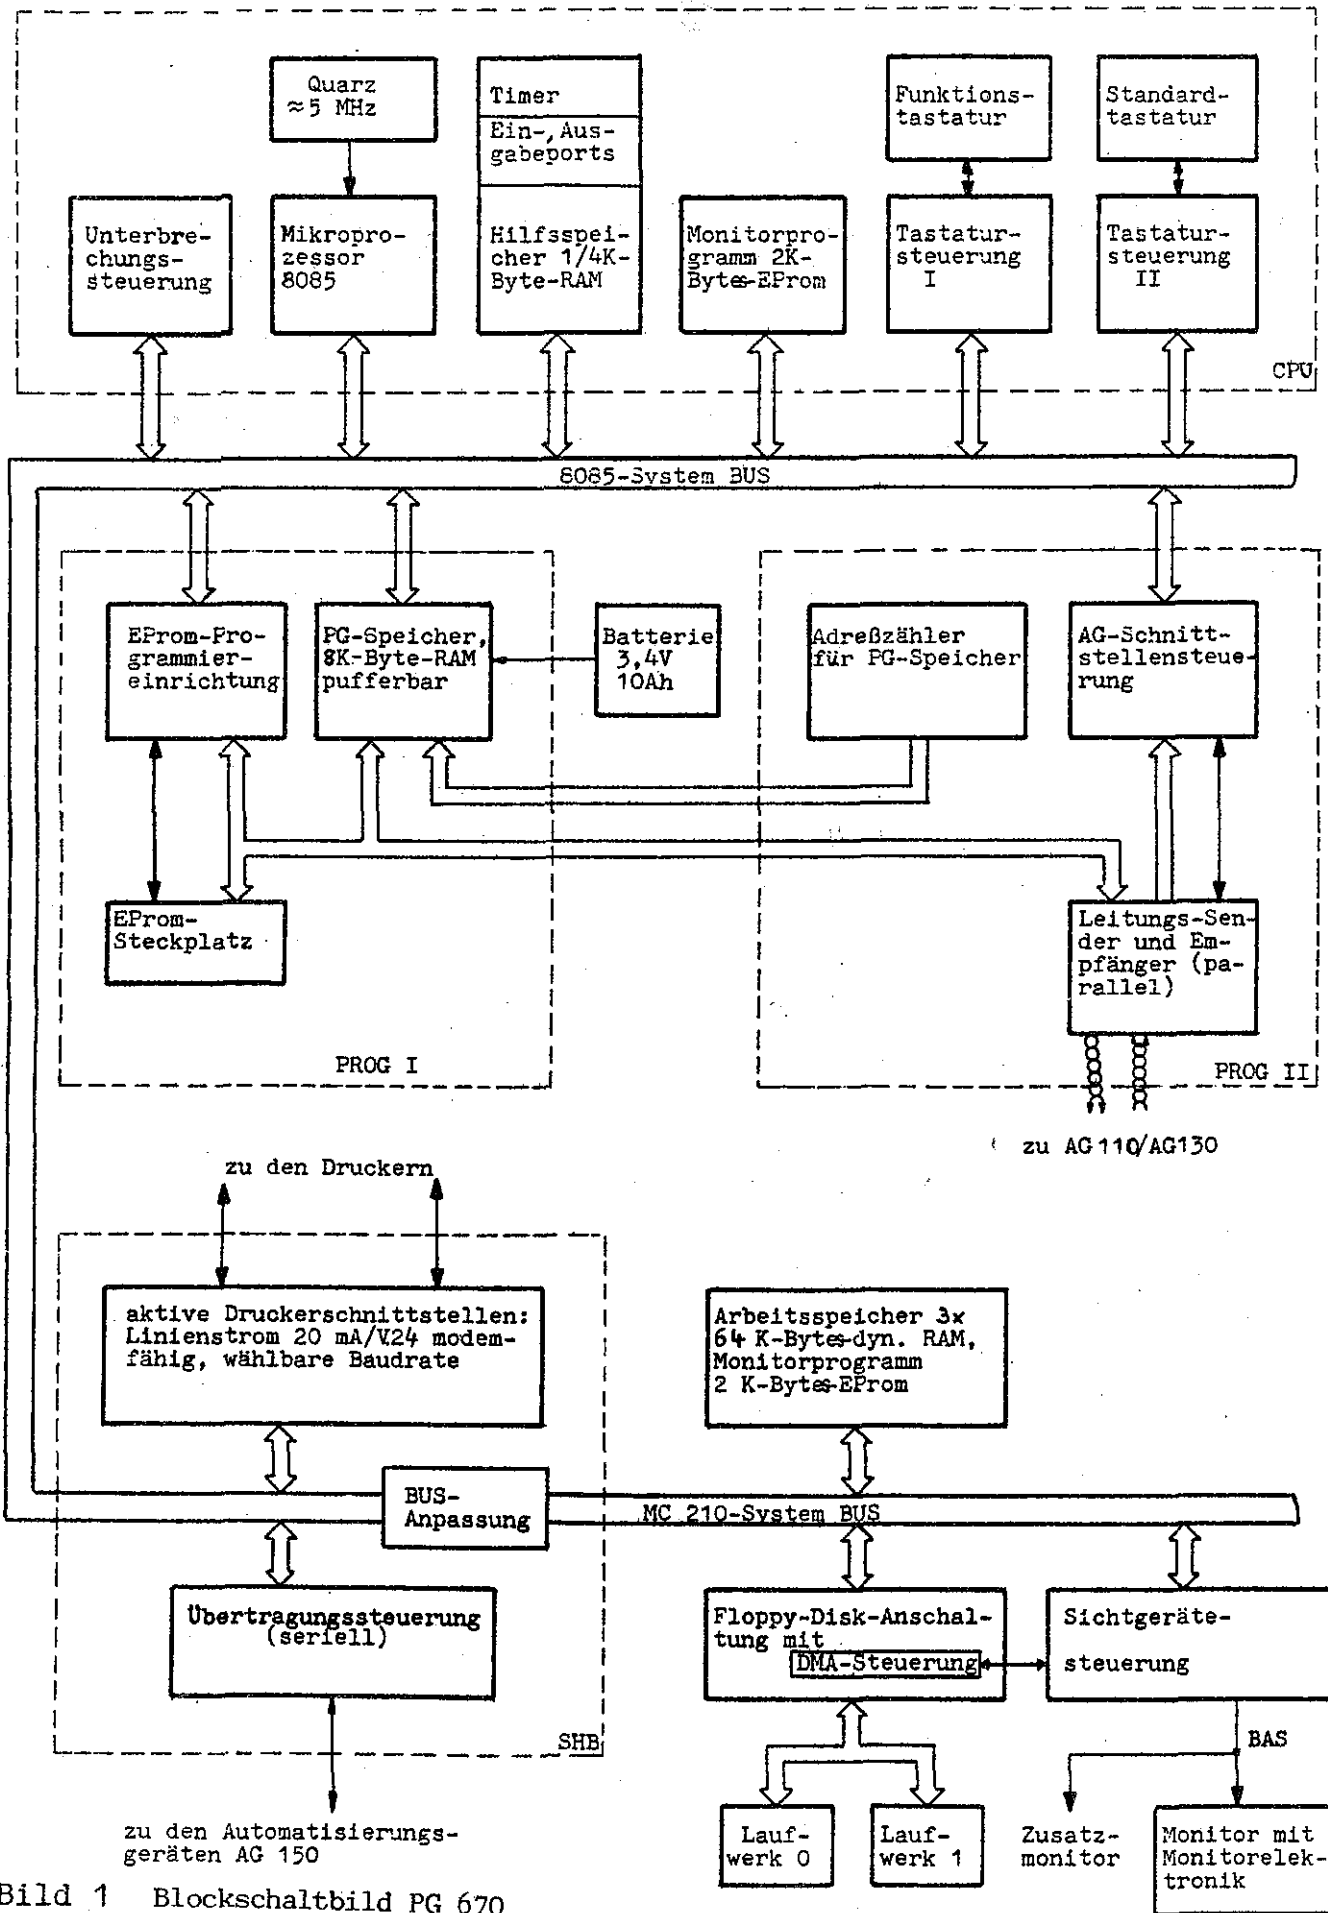 Quarz
≈5 MHz
Timer
Ein-, Aus-
gabeports
Funktions-
tastatur
Standard-
tastatur
Unterbre-
chungs-
steuerung
Mikropro-
zessor
8085
Hilfsspei-
cher 1/4K-
Byte-RAM
Monitorpro-
gramm 2K-
Bytes-EProm
Tastatur-
steuerung
I
Tastatur-
steuerung
II
CPU
8085-System BUS
EProm-Pro-
grammier-
einrichtung
PG-Speicher,
8K-Byte-RAM
pufferbar
Batterie
3,4V
10Ah
Adreßzähler
für PG-Speicher
AG-Schnitt-
stellensteue-
rung
EProm-
Steckplatz
Leitungs-Sen-
der und Em-
pfänger (pa-
rallel)
PROG I
PROG II
zu AG110/AG130
zu den Druckern
aktive Druckerschnittstellen:
Linienstrom 20 mA/V.24 modem-
fähig, wählbare Baudrate
Arbeitsspeicher 3x
64 K-Bytes-dyn. RAM,
Monitorprogramm
2 K-Bytes-EProm
BUS-
Anpassung
MC 210-System BUS
Übertragungssteuerung
(seriell)
Floppy-Disk-Anschal-
tung mit
DMA-Steuerung
Sichtgeräte-
steuerung
SHB
BAS
zu den Automatisierungs-
geräten AG 150
Lauf-
werk 0
Lauf-
werk 1
Zusatz-
monitor
Monitor mit
Monitorelek-
tronik
Bild 1 Blockschaltbild PG 670